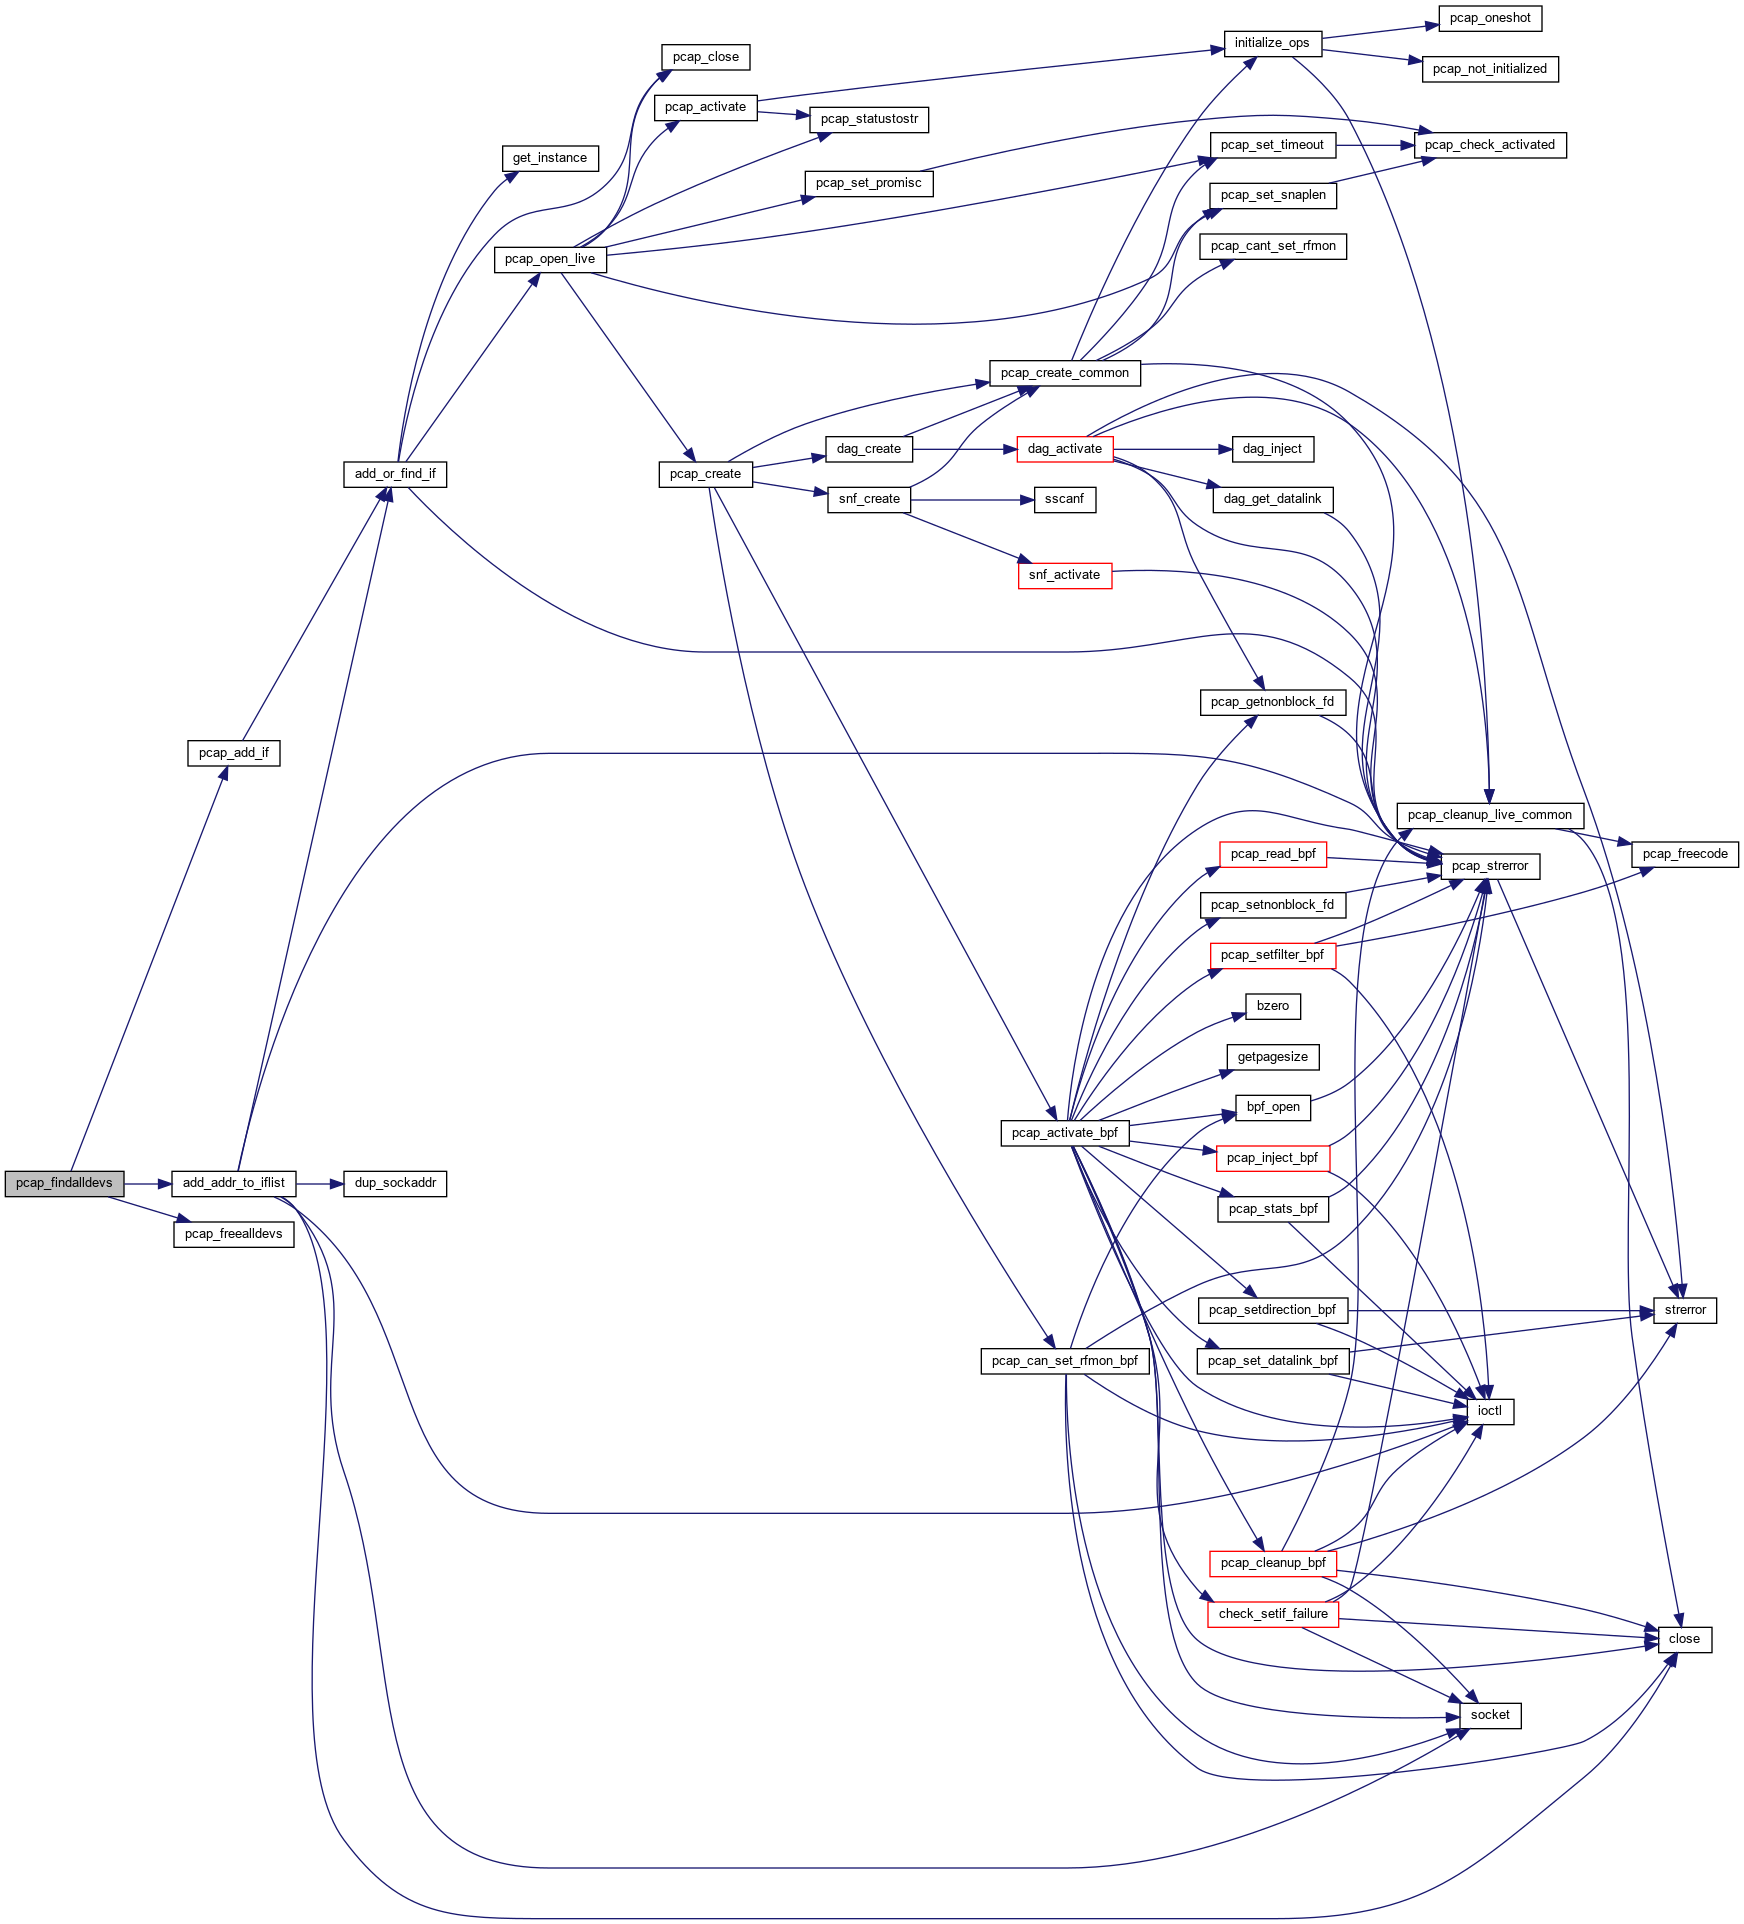 pcap_findalldevs
pcap_add_if
add_addr_to_iflist
pcap_freealldevs
add_or_find_if
dup_sockaddr
get_instance
pcap_open_live
pcap_close
pcap_activate
pcap_create
pcap_statustostr
pcap_set_promisc
dag_create
snf_create
pcap_create_common
dag_activate
sscanf
snf_activate
pcap_activate_bpf
pcap_can_set_rfmon_bpf
initialize_ops
pcap_set_timeout
pcap_set_snaplen
pcap_cant_set_rfmon
dag_inject
dag_get_datalink
pcap_getnonblock_fd
pcap_read_bpf
pcap_setnonblock_fd
pcap_setfilter_bpf
bzero
getpagesize
bpf_open
pcap_inject_bpf
pcap_stats_bpf
pcap_setdirection_bpf
pcap_set_datalink_bpf
pcap_cleanup_bpf
check_setif_failure
pcap_oneshot
pcap_not_initialized
pcap_check_activated
pcap_cleanup_live_common
pcap_strerror
ioctl
socket
pcap_freecode
strerror
close